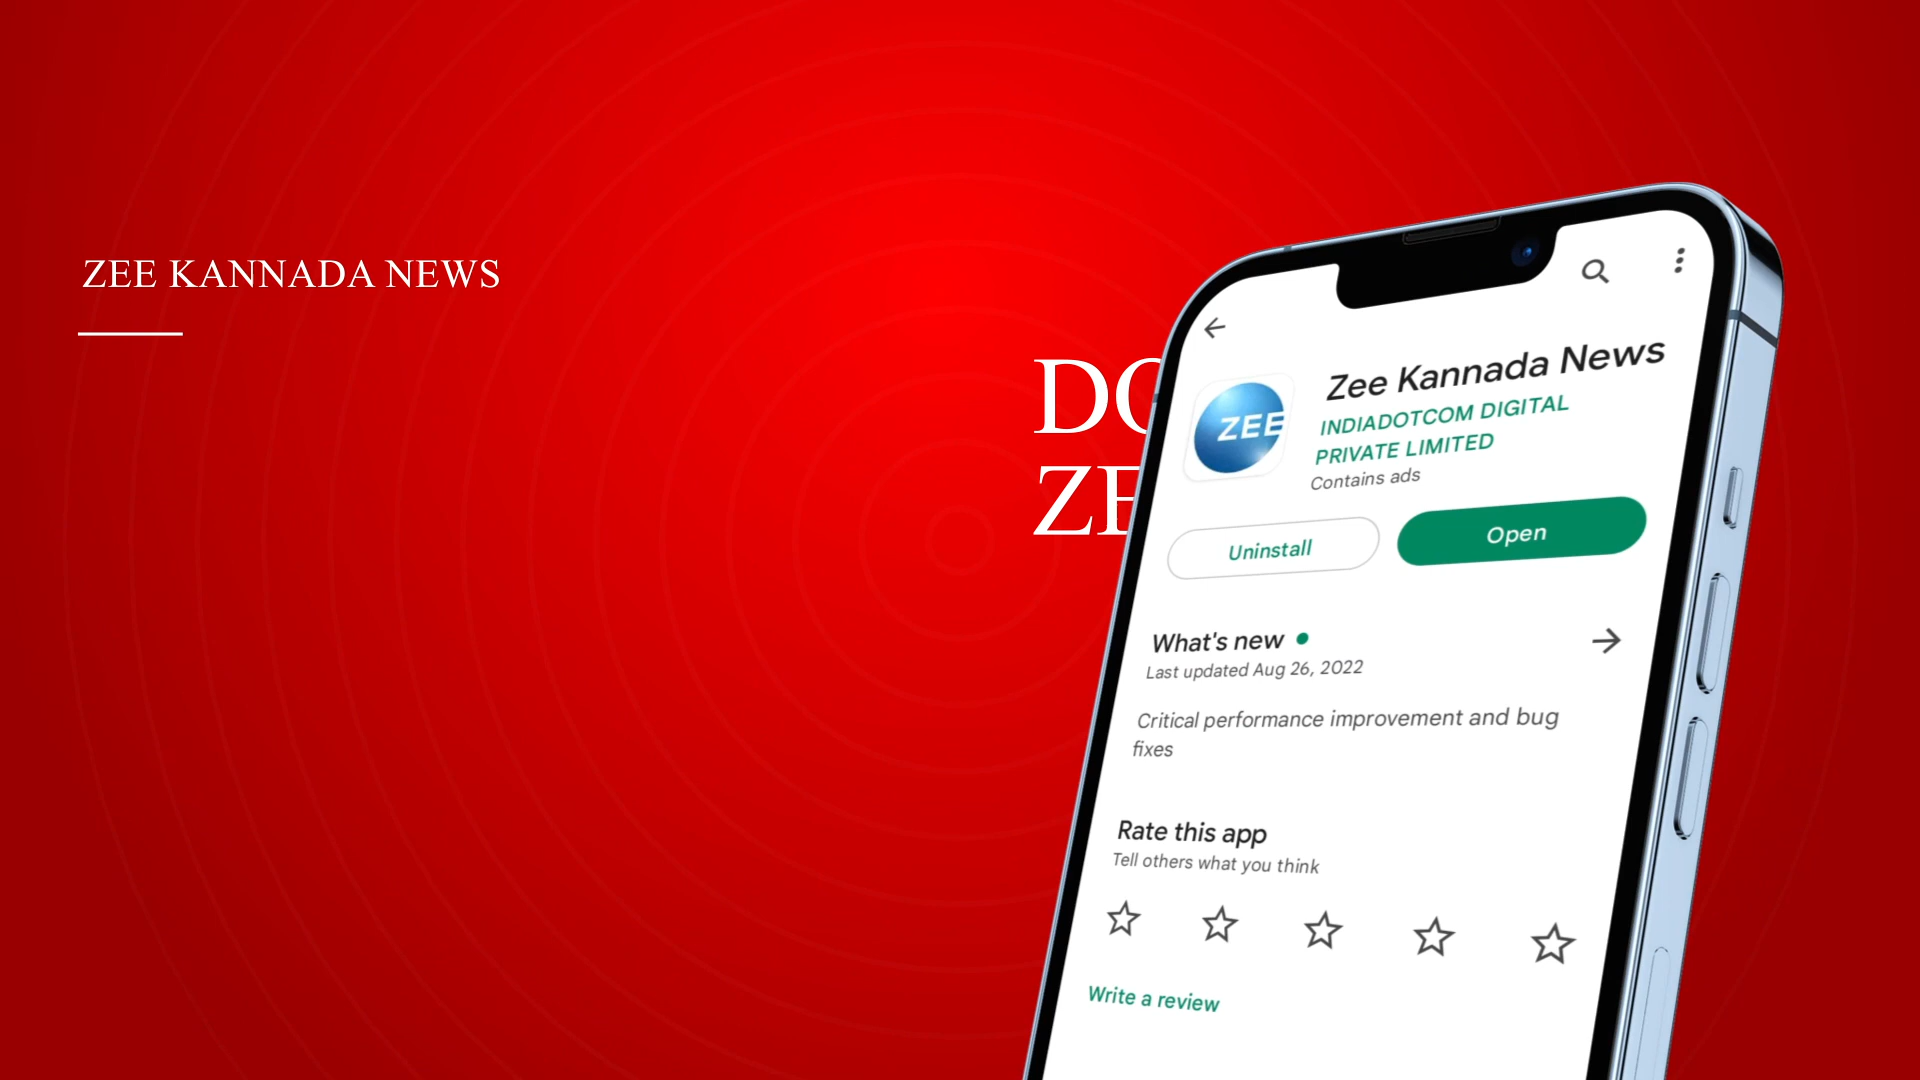 ZEE KANNADA NEWS
Zee Kannada News
ZEE
INDIADOTCOM DIGITAL
PRIVATE LIMITED
Contains ads
Uninstall
Open
What's new
Last updated Aug 26, 2022
Critical performance improvement and bug
fixes
Rate this app
Tell others what you think
Write a review